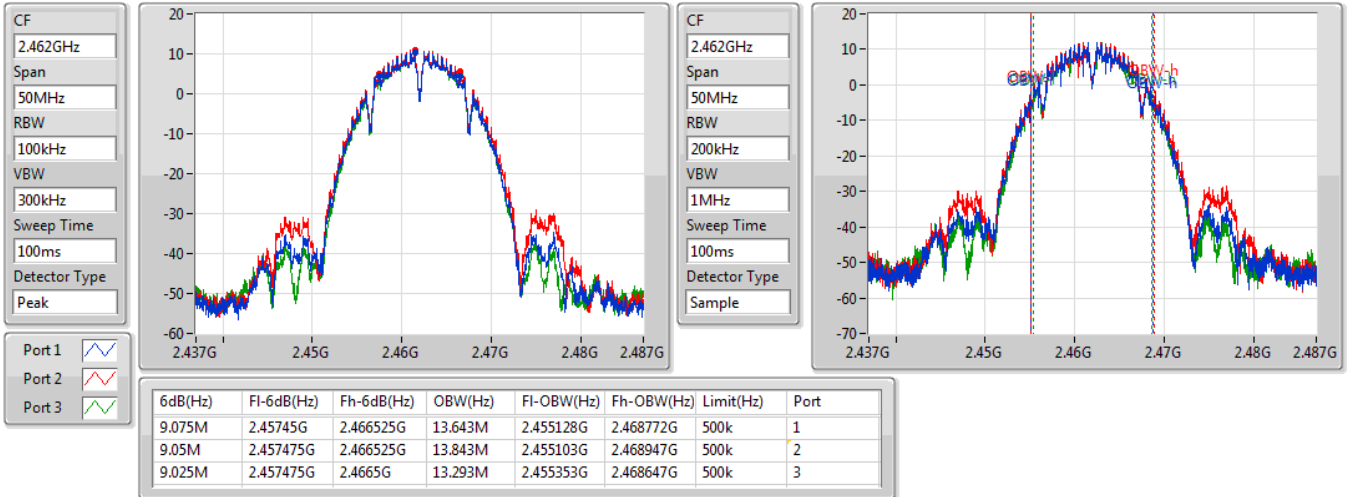 CF
2.462GHz
Span
50MHz
RBW
100kHz
VBW
300kHz
Sweep Time
100ms
Detector Type
Peak
20
10
0
-10
-20
-30
-40
-50
-60
2.437G 2.45G 2.46G 2.47G 2.48G 2.487G
CF
2.462GHz
Span
50MHz
RBW
200kHz
VBW
1MHz
Sweep Time
100ms
Detector Type
Sample
20
10
0
-10
-20
-30
-40
-50
-60
-70
OBW-h
2.437G 2.45G 2.46G 2.47G 2.48G 2.487G
Port 1
Port 2
Port 3
6dB(Hz) Fl-6dB(Hz) Fh-6dB(Hz) OBW(Hz) Fl-OBW(Hz) Fh-OBW(Hz) Limit(Hz) Port
9.075M 2.45745G 2.466525G 13.643M 2.455128G 2.468772G 500k 1
9.05M 2.457475G 2.466525G 13.843M 2.455103G 2.468947G 500k 2
9.025M 2.457475G 2.4665G 13.293M 2.455353G 2.468647G 500k 3